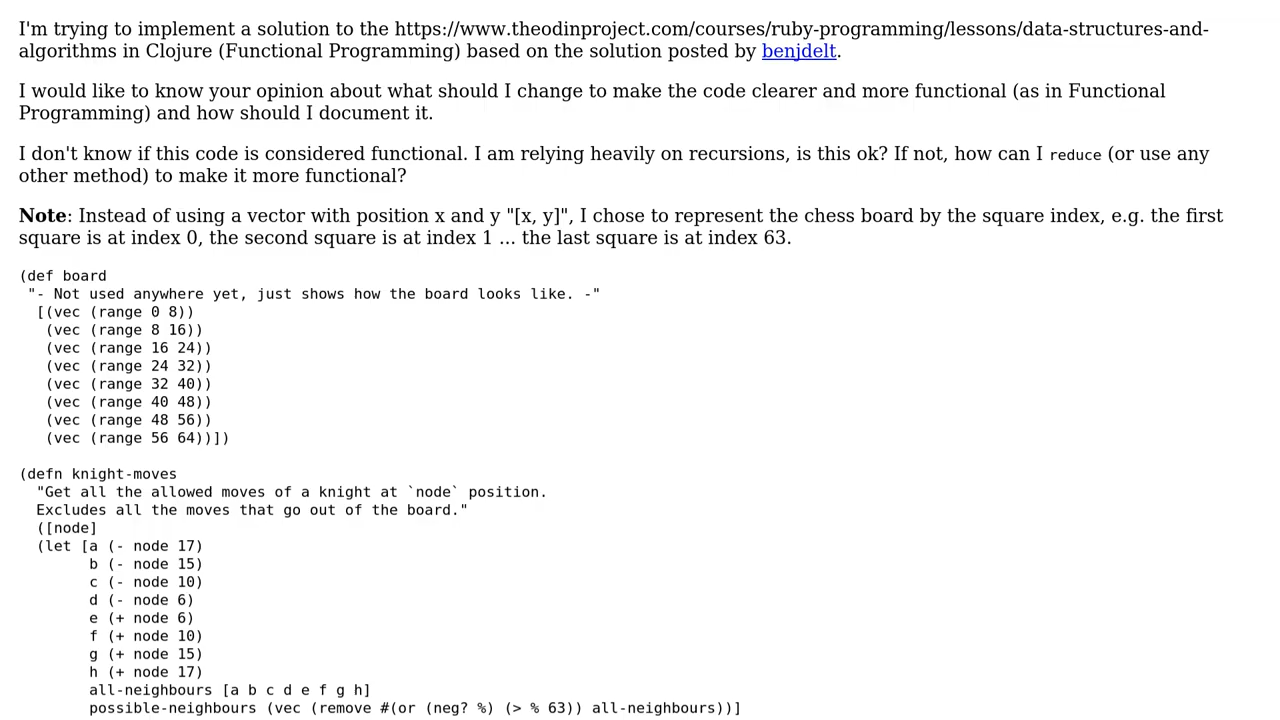 I'm trying to implement a solution to the https://www.theodinproject.com/courses/ruby-programming/lessons/data-structures-and-
algorithms in Clojure (Functional Programming) based on the solution posted by benjdelt.
I would like to know your opinion about what should I change to make the code clearer and more functional (as in Functional
Programming) and how should I document it.
I don't know if this code is considered functional. I am relying heavily on recursions, is this ok? If not, how can I reduce (or use any
other method) to make it more functional?
Note: Instead of using a vector with position x and y "[x, y]", I chose to represent the chess board by the square index, e.g. the first
square is at index 0, the second square is at index 1 ... the last square is at index 63.
(def board
 "- Not used anywhere yet, just shows how the board looks like. -"
  [(vec (range 0 8))
   (vec (range 8 16))
   (vec (range 16 24))
   (vec (range 24 32))
   (vec (range 32 40))
   (vec (range 40 48))
   (vec (range 48 56))
   (vec (range 56 64))])
(defn knight-moves
  "Get all the allowed moves of a knight at `node` position.
  Excludes all the moves that go out of the board."
  ([node]
  (let [a (- node 17)
        b (- node 15)
        c (- node 10)
        d (- node 6)
        e (+ node 6)
        f (+ node 10)
        g (+ node 15)
        h (+ node 17)
        all-neighbours [a b c d e f g h]
        possible-neighbours (vec (remove #(or (neg? %) (> % 63)) all-neighbours))]